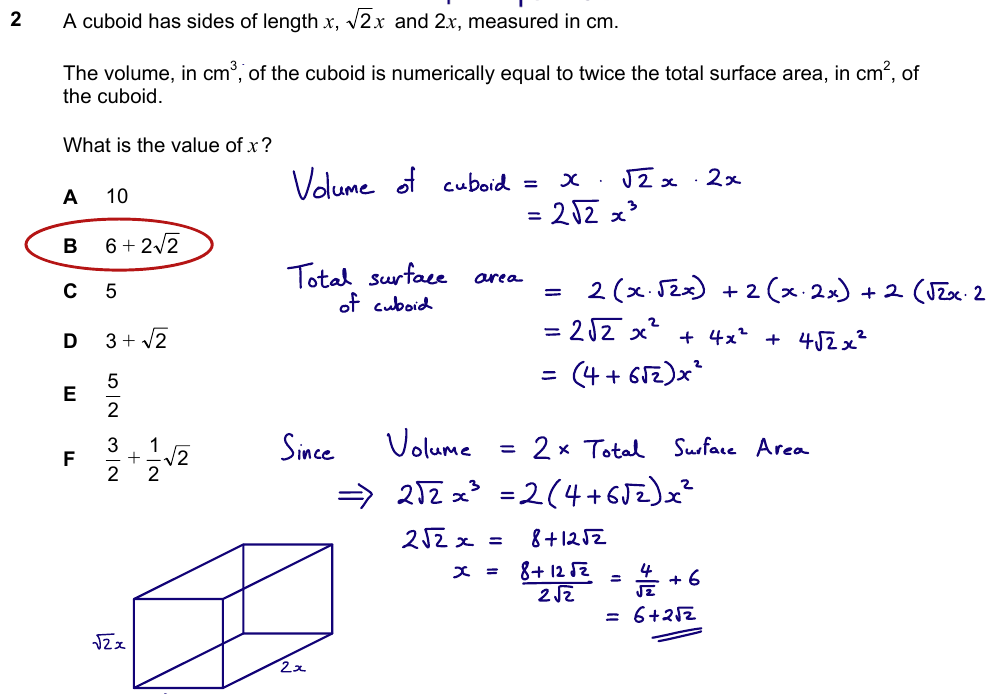 2 A cuboid has sides of length x, √2x and 2x, measured in cm.
The volume, in cm³, of the cuboid is numerically equal to twice the total surface area, in cm², of
the cuboid.
What is the value of x?
A 10
B 6 + 2√2
C 5
D 3 + √2
E 5/2
F 3/2 + 1/2 √2
Volume of cuboid = x · √2 x · 2x
= 2√2 x³
Total surface area
of cuboid
= 2(x·√2x) + 2(x·2x) + 2(√2x·2
= 2√2 x² + 4x² + 4√2x²
= (4 + 6√2)x²
Since Volume = 2 × Total Surface Area
⇒ 2√2 x³ = 2(4+6√2)x²
2√2 x = 8+12√2
x = 8+12√2/2√2 = 4/√2 + 6
= 6+2√2
√2x
2x